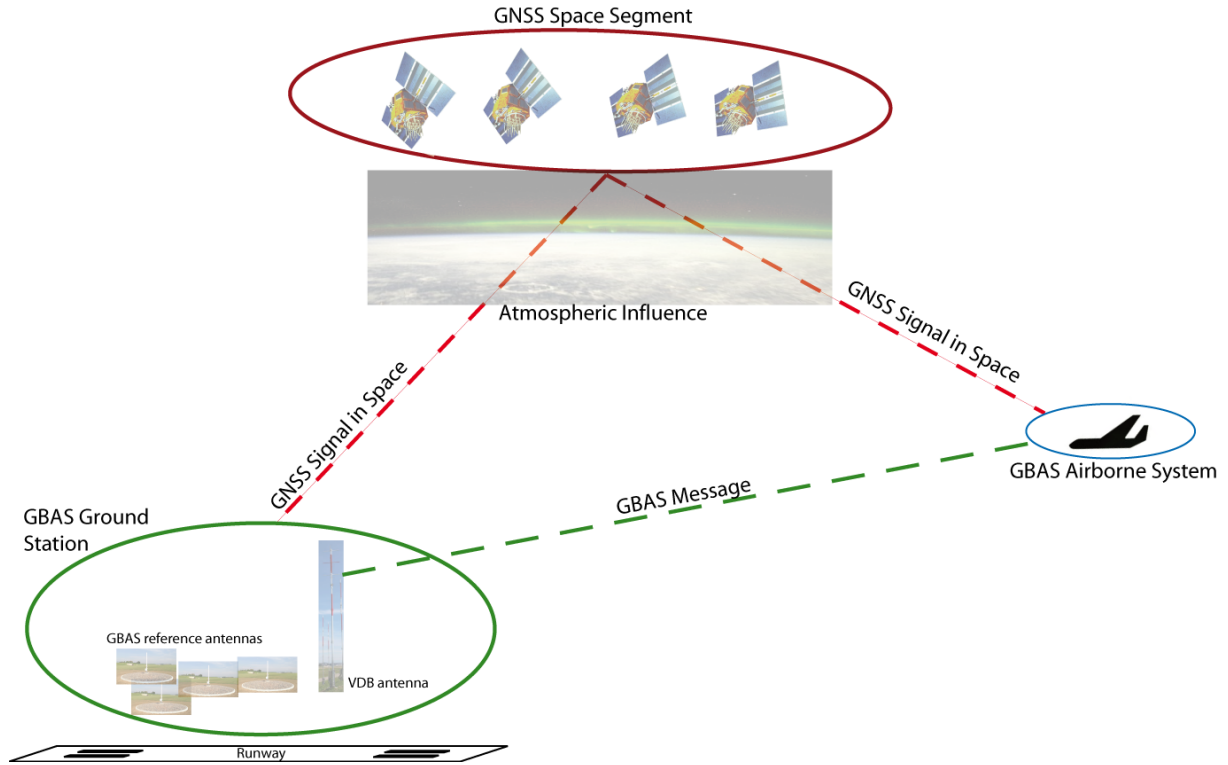 GNSS Space Segment
Atmospheric Influence
GNSS Signal in Space
GNSS Signal in Space
GBAS Airborne System
GBAS Message
GBAS Ground
Station
GBAS reference antennas
VDB antenna
Runway